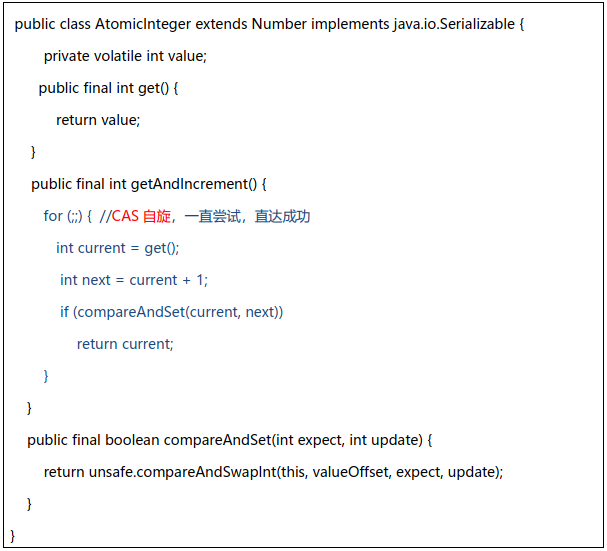 public class AtomicInteger extends Number implements java.io.Serializable {
private volatile int value;
public final int get() {
return value;
}
public final int getAndIncrement() {
for (;;) { //CAS 自旋，一直尝试，直达成功
int current = get();
int next = current + 1;
if (compareAndSet(current, next))
return current;
}
}
public final boolean compareAndSet(int expect, int update) {
return unsafe.compareAndSwapInt(this, valueOffset, expect, update);
}
}